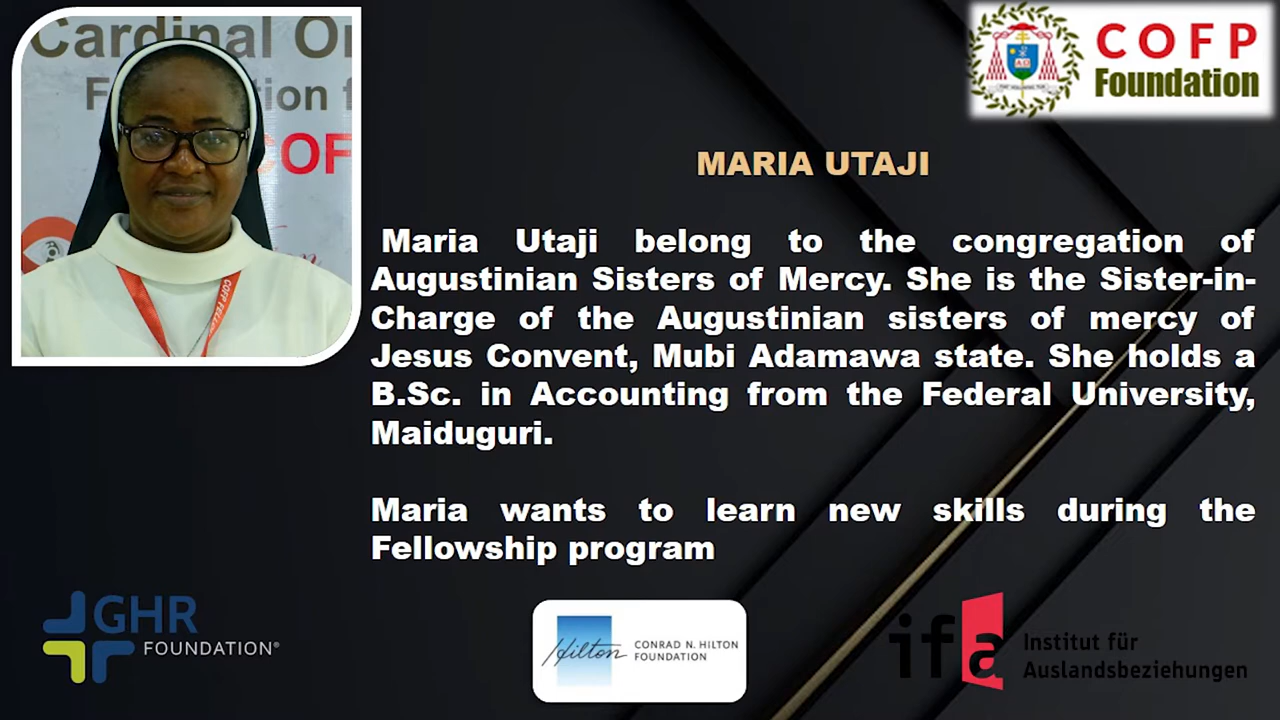 Cardinal
COFP
Foundation
MARIA UTAJI
Maria Utaji belong to the congregation of
Augustinian Sisters of Mercy. She is the Sister-in-
Charge of the Augustinian sisters of mercy of
Jesus Convent, Mubi Adamawa state. She holds a
B.Sc. in Accounting from the Federal University,
Maiduguri.
Maria wants to learn new skills during the
Fellowship program
GHR
FOUNDATION®
Hilton
CONRAD N. HILTON
FOUNDATION
ifa
Institut für
Auslandsbeziehungen